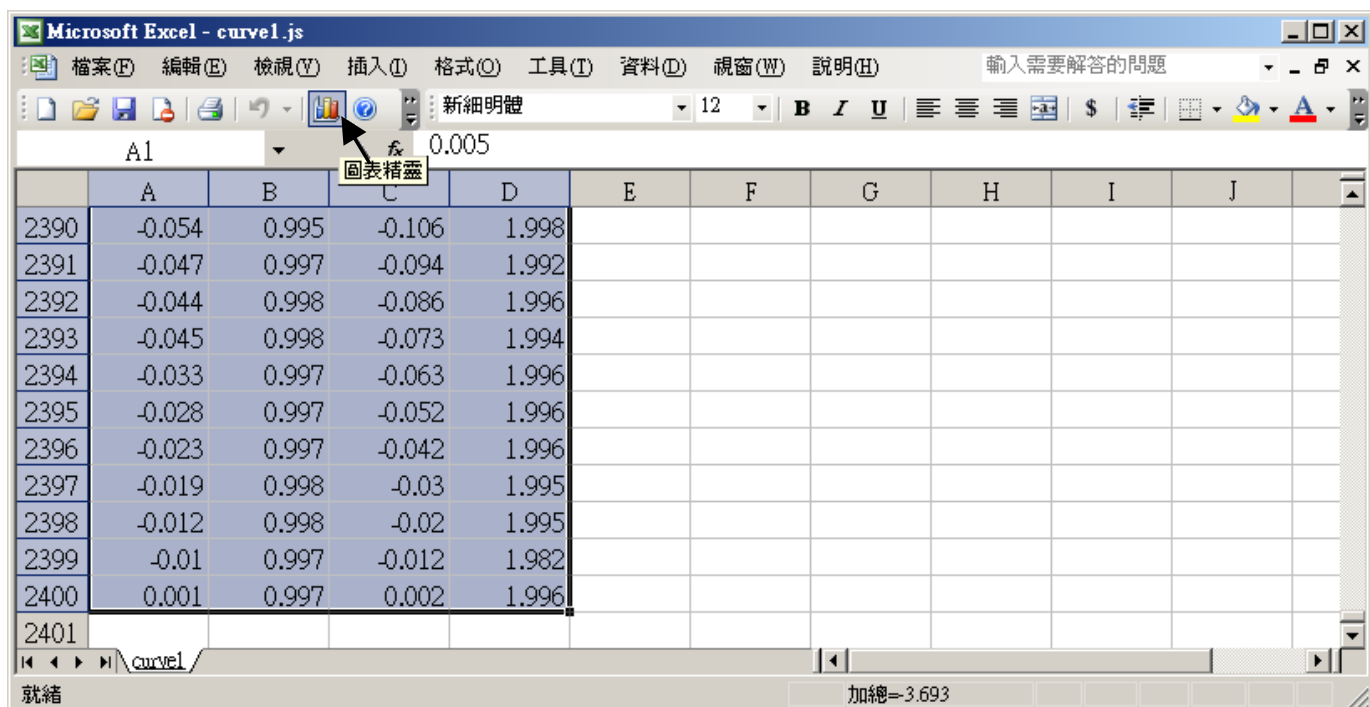 Microsoft Excel - curve1.js
檔案(F) 編輯(E) 檢視(V) 插入(I) 格式(O) 工具(T) 資料(D) 視窗(W) 說明(H) 輸入需要解答的問題
新細明體 12 B I U $ A
A1 fx 0.005
圖表精靈
A B C D E F G H I J
2390 -0.054 0.995 -0.106 1.998
2391 -0.047 0.997 -0.094 1.992
2392 -0.044 0.998 -0.086 1.996
2393 -0.045 0.998 -0.073 1.994
2394 -0.033 0.997 -0.063 1.996
2395 -0.028 0.997 -0.052 1.996
2396 -0.023 0.997 -0.042 1.996
2397 -0.019 0.998 -0.03 1.995
2398 -0.012 0.998 -0.02 1.995
2399 -0.01 0.997 -0.012 1.982
2400 0.001 0.997 0.002 1.996
2401
curve1
就緒 加總=-3.693